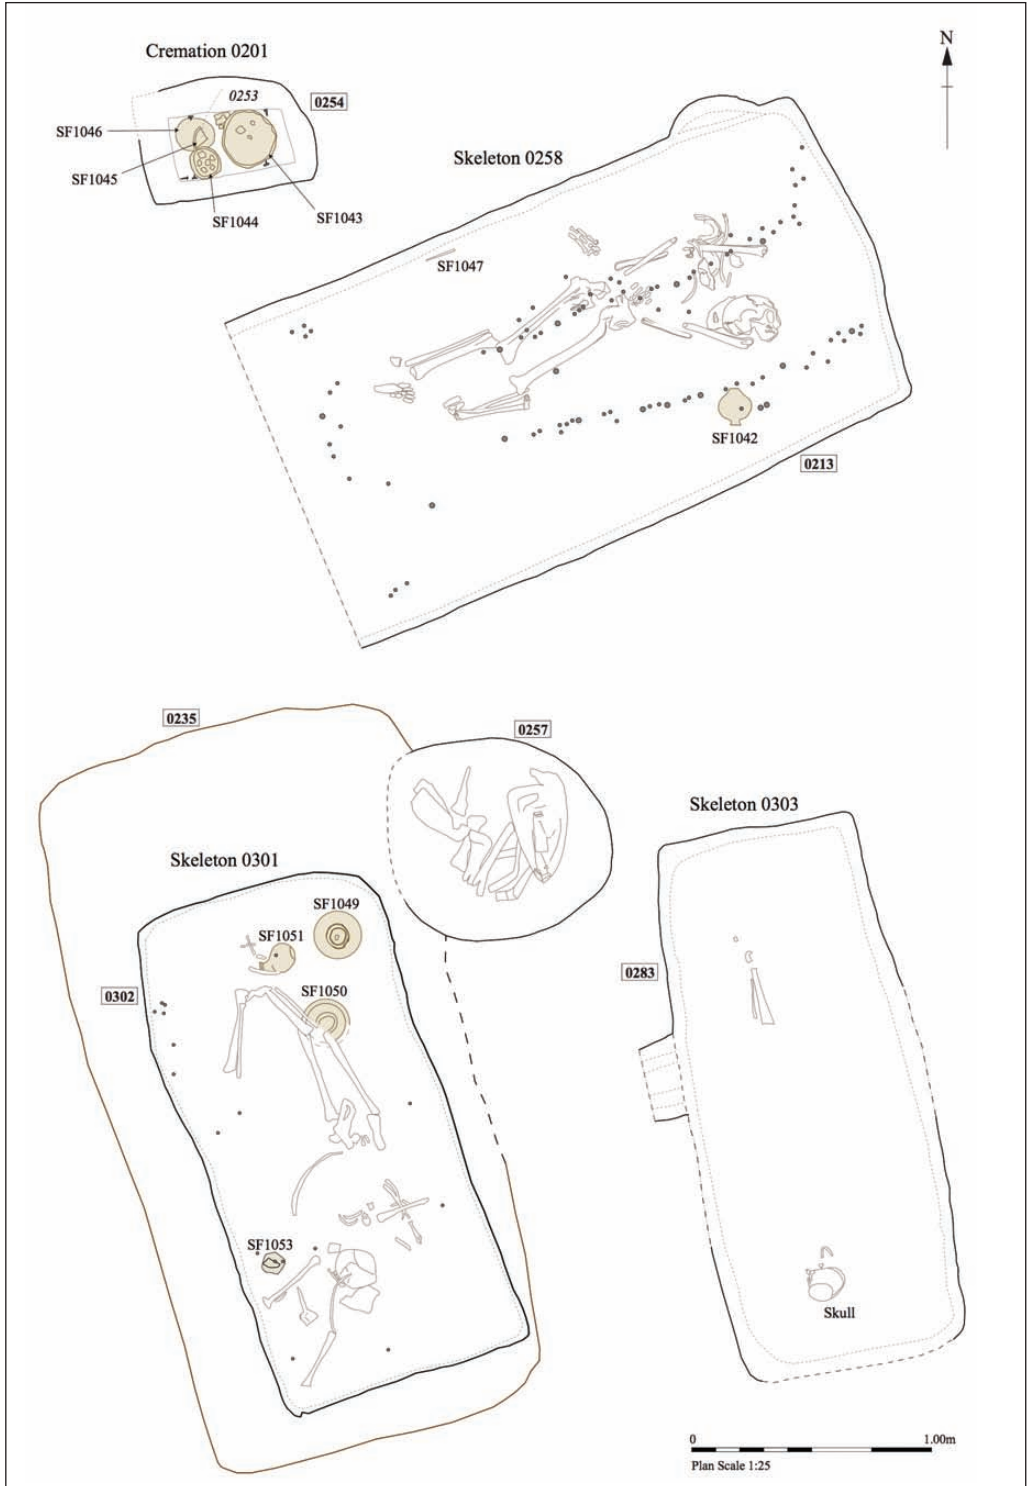 N
Cremation 0201
0253
0254
SF1046
SF1045
SF1044
SF1043
Skeleton 0258
SF1047
SF1042
0213
0235
0257
Skeleton 0303
Skeleton 0301
SF1049
SF1051
0283
SF1050
0302
SF1053
Skull
0 1.00m
Plan Scale 1:25